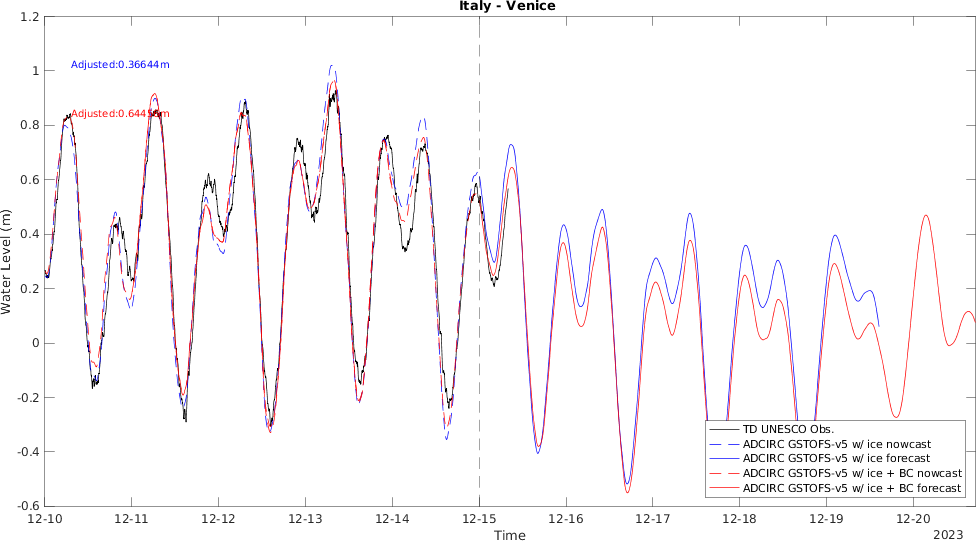 Italy - Venice
1.2
1
0.8
0.6
0.4
0.2
0
-0.2
-0.4
-0.6
Water Level (m)
Adjusted:0.36644m
TD UNESCO Obs.
ADCIRC GSTOFS-v5 w/ ice nowcast
ADCIRC GSTOFS-v5 w/ ice forecast
ADCIRC GSTOFS-v5 w/ ice + BC nowcast
ADCIRC GSTOFS-v5 w/ ice + BC forecast
12-10 12-11 12-12 12-13 12-14 12-15 12-16 12-17 12-18 12-19 12-20
Time
2023